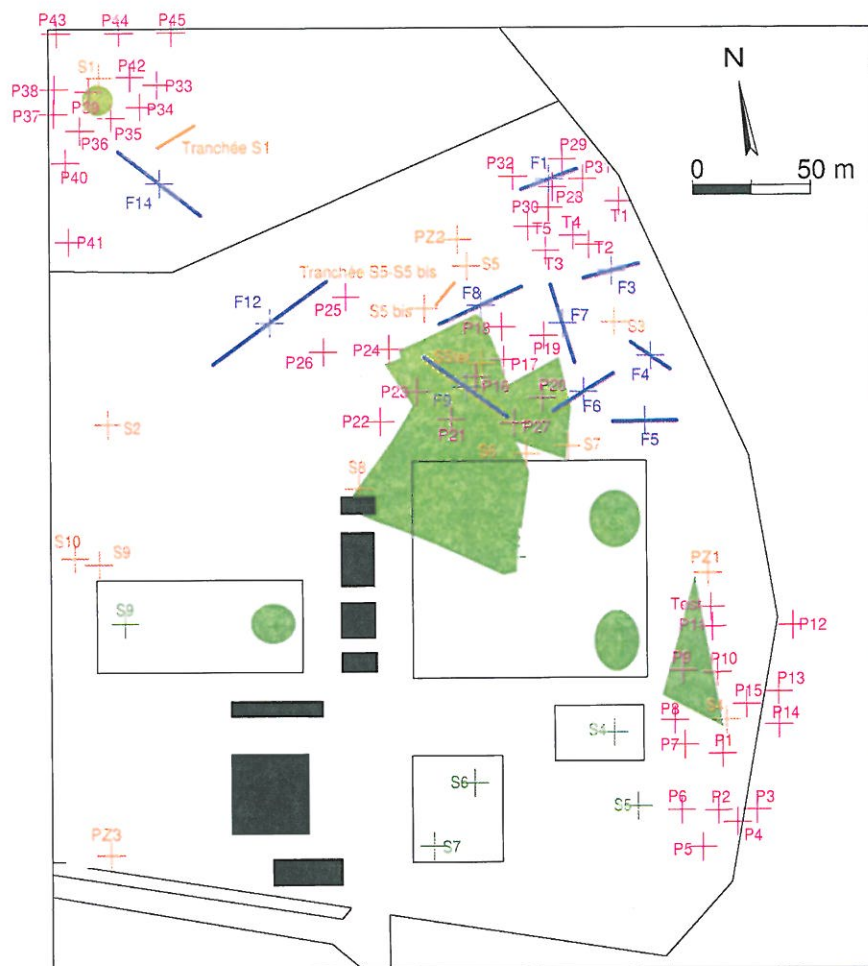 P43 P44 P45
S1 P42 P33
P38 P39 P34
P37 P36 P35
P40 Tranchée S1
F14
P41
N
0 50 m
P29
P32 F1 P31
P28
P30 T1
T5 T4 T2
T3
PZ2
S5
Tranchée S5-S5 bis
F3
P25 S5 bis F8
F12 F7 S3
P18
P19
P26 P24 P17 F4
P16
P23 F9 F6
P22 P21 P27 F5
S2
S7
S8
S10 S9
PZ1
Test
S9 P11 P12
P9 P10
P13
P15
P8 S4 P14
S4
P7 P1
S6
S5 P6 P2 P3
P4
S7 P5
PZ3